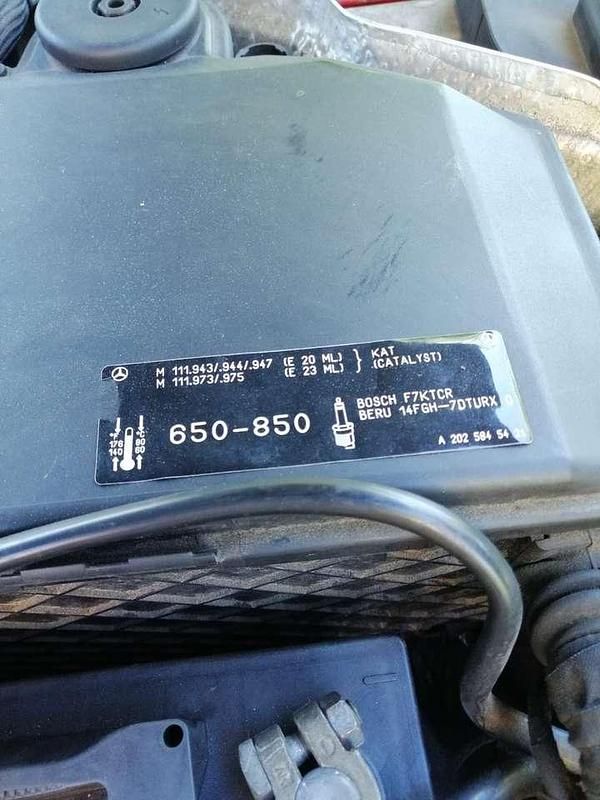 M 111.943/.944/.947 (E 20 ML) } KAT
M 111.973/.975 (E 23 ML) } (CATALYST)
°F °C
176 80
140 60
650-850
BOSCH F7KTCR
BERU 14FGH-7DTURX
A 202 584 54 21